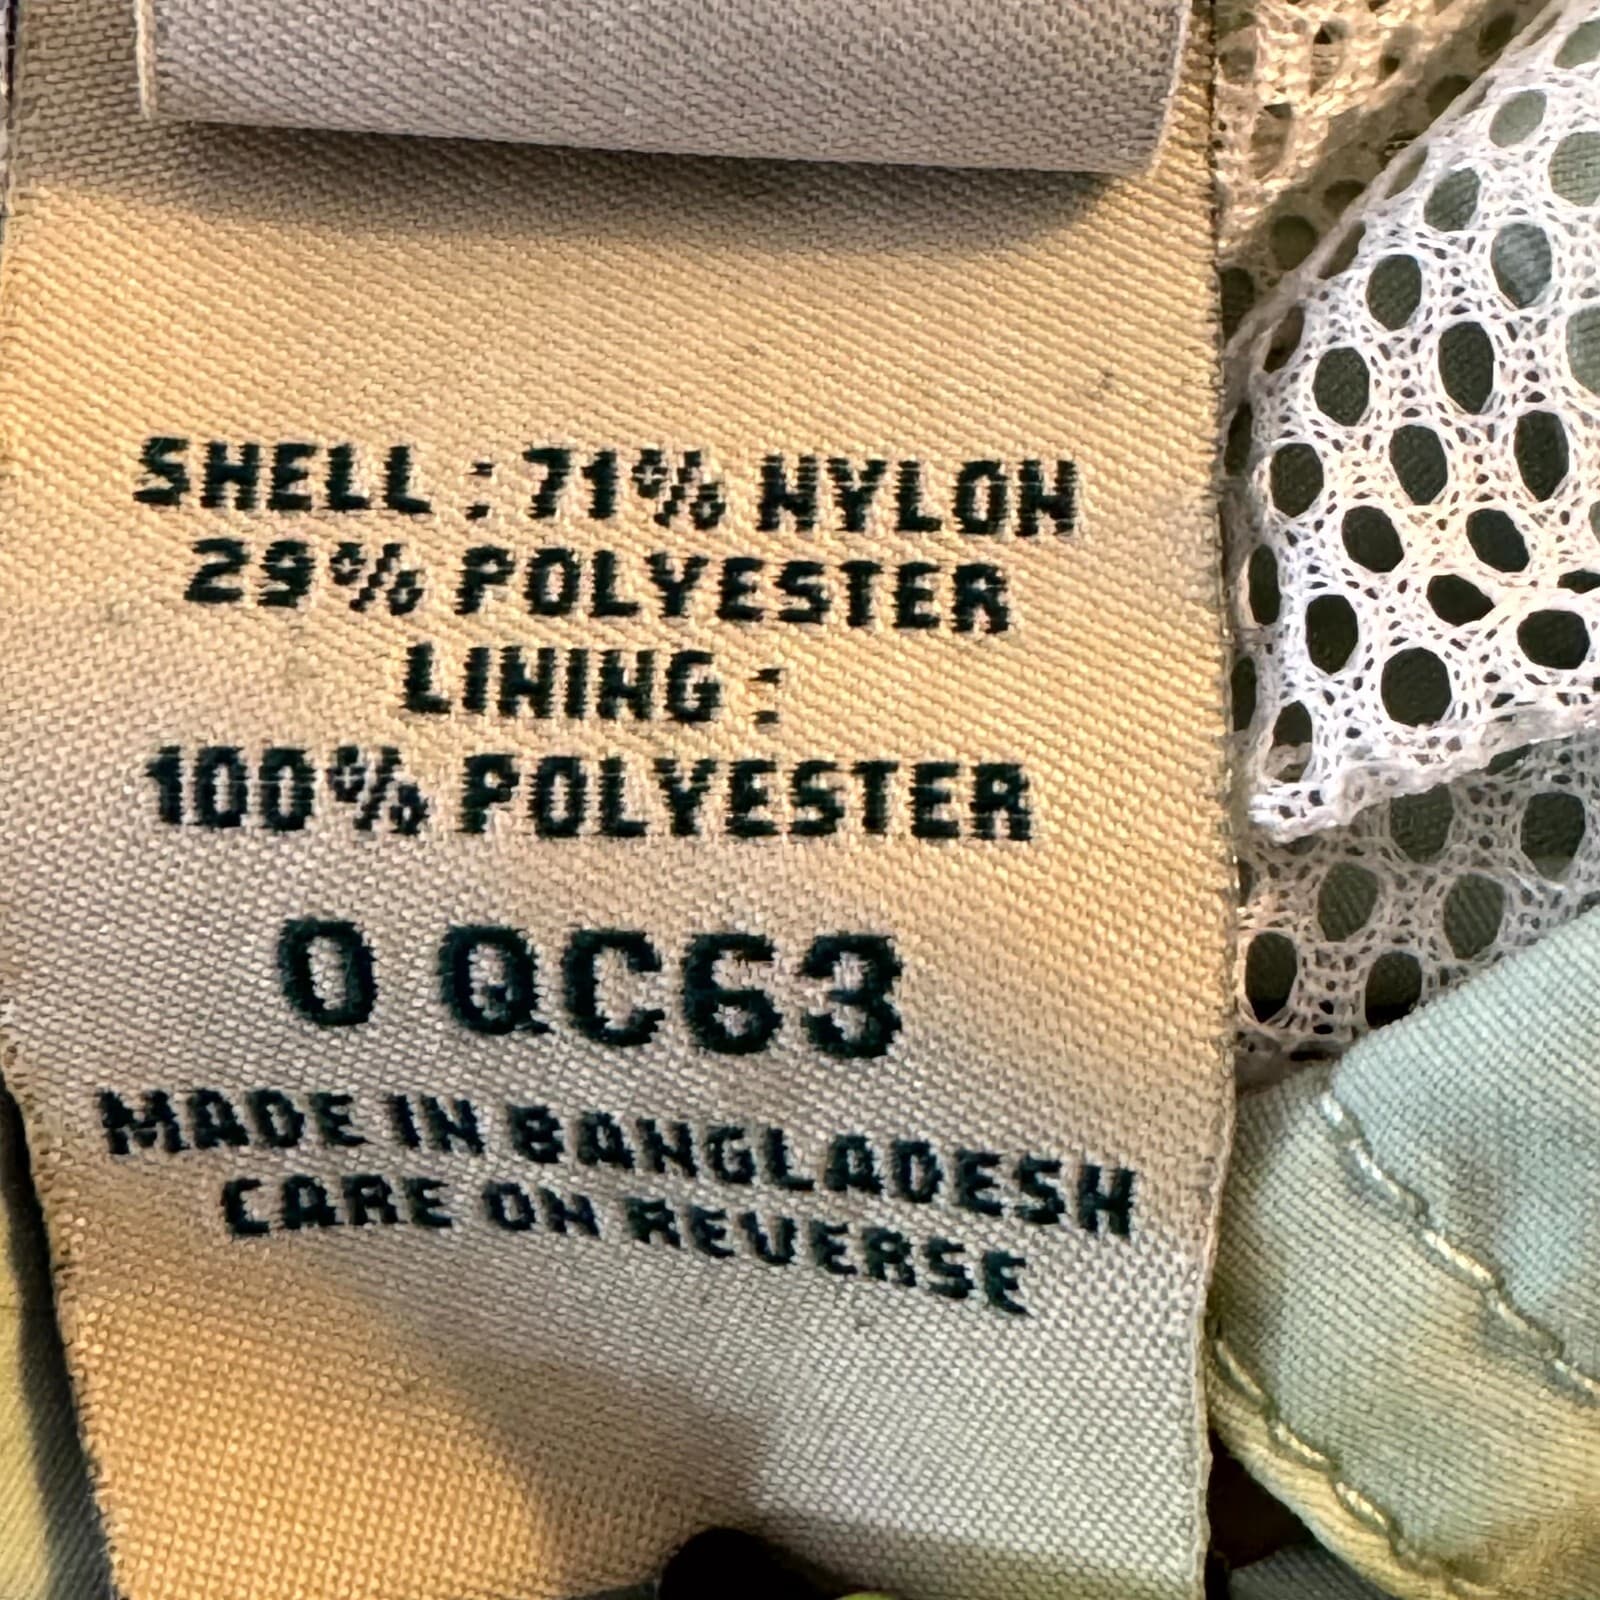 SHELL : 71% NYLON
29% POLYESTER
LINING :
100% POLYESTER
0 QC63
MADE IN BANGLADESH
CARE ON REVERSE